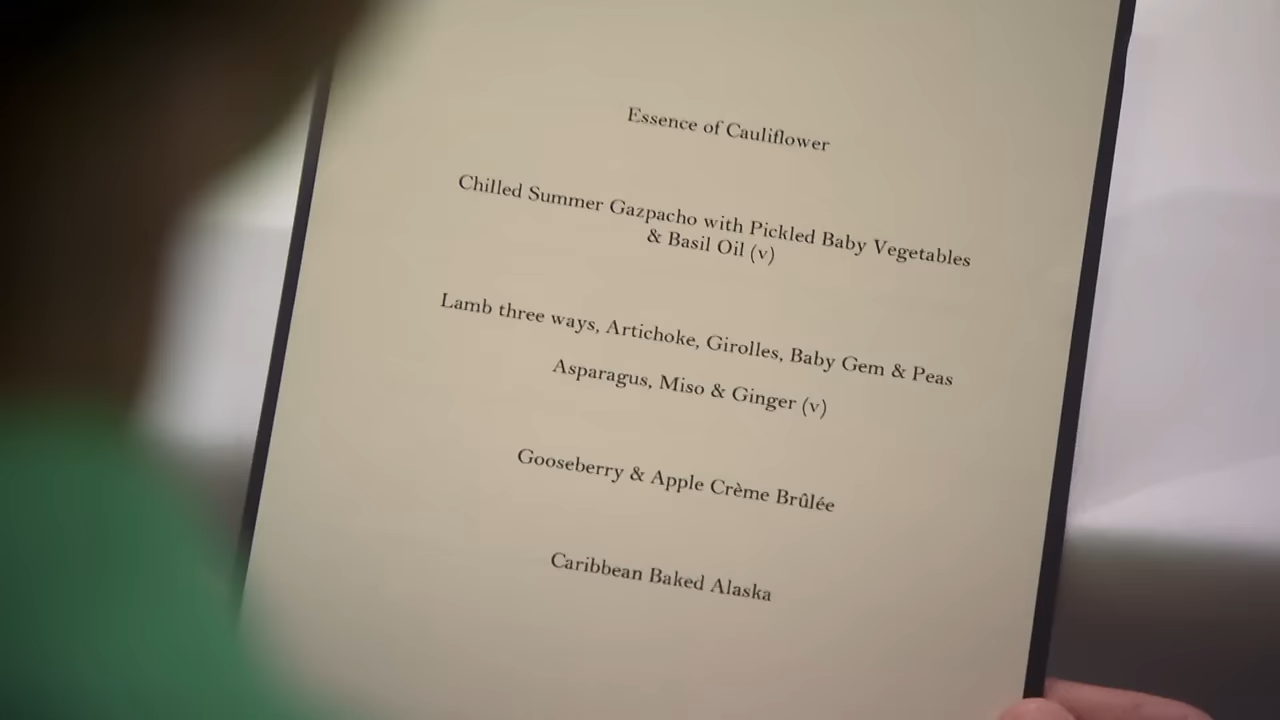 Essence of Cauliflower
Chilled Summer Gazpacho with Pickled Baby Vegetables
& Basil Oil (v)
Lamb three ways, Artichoke, Girolles, Baby Gem & Peas
Asparagus, Miso & Ginger (v)
Gooseberry & Apple Crème Brûlée
Caribbean Baked Alaska